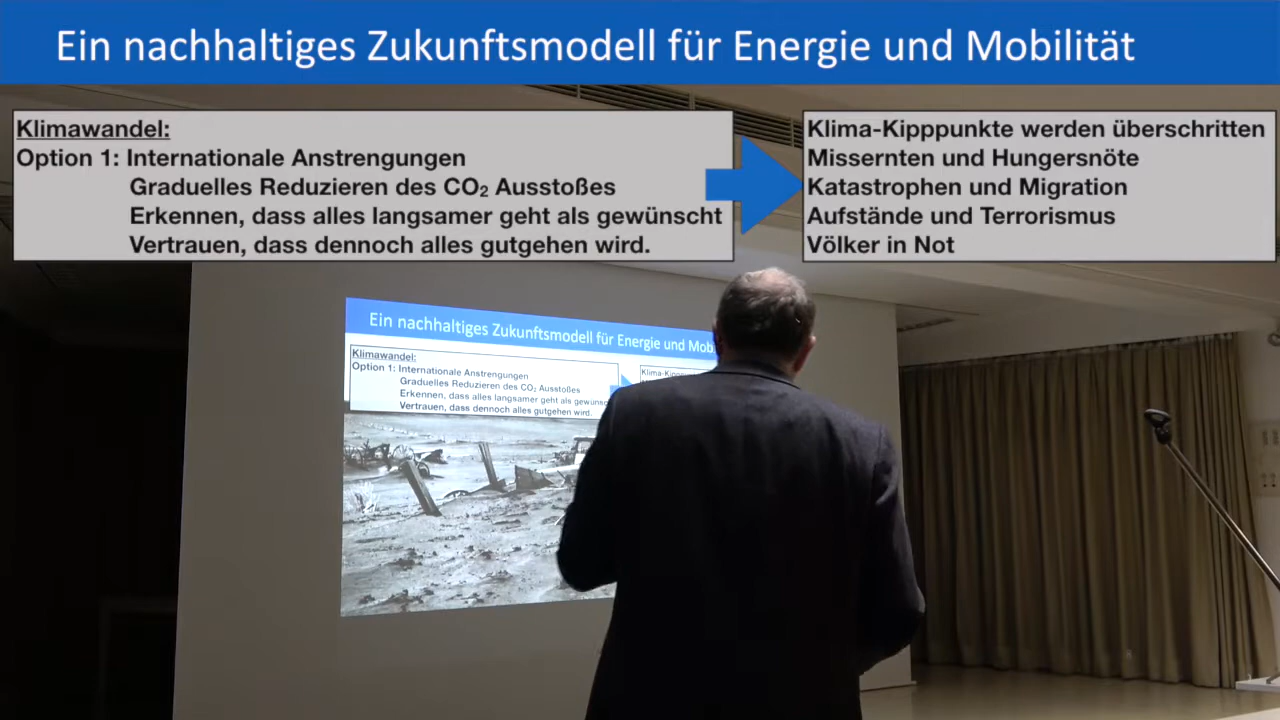 Ein nachhaltiges Zukunftsmodell für Energie und Mobilität
Klimawandel:
Option 1: Internationale Anstrengungen
Graduelles Reduzieren des CO₂ Ausstoßes
Erkennen, dass alles langsamer geht als gewünscht
Vertrauen, dass dennoch alles gutgehen wird.
Klima-Kipppunkte werden überschritten
Missernten und Hungersnöte
Katastrophen und Migration
Aufstände und Terrorismus
Völker in Not
Ein nachhaltiges Zukunftsmodell für Energie und Mob
Klimawandel:
Option 1: Internationale Anstrengungen
Graduelles Reduzieren des CO₂ Ausstoßes
Erkennen, dass alles langsamer geht als gewünsc
Vertrauen, dass dennoch alles gutgehen wird.
Klima-Kipppu